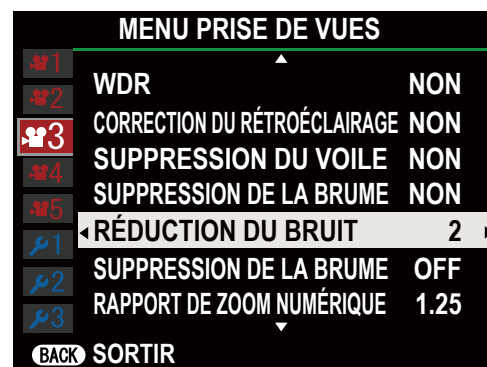 MENU PRISE DE VUES
1
WDR NON
2
CORRECTION DU RÉTROÉCLAIRAGE NON
3
SUPPRESSION DU VOILE NON
4
SUPPRESSION DE LA BRUME NON
5
RÉDUCTION DU BRUIT 2
1
SUPPRESSION DE LA BRUME OFF
2
RAPPORT DE ZOOM NUMÉRIQUE 1.25
3
BACK SORTIR